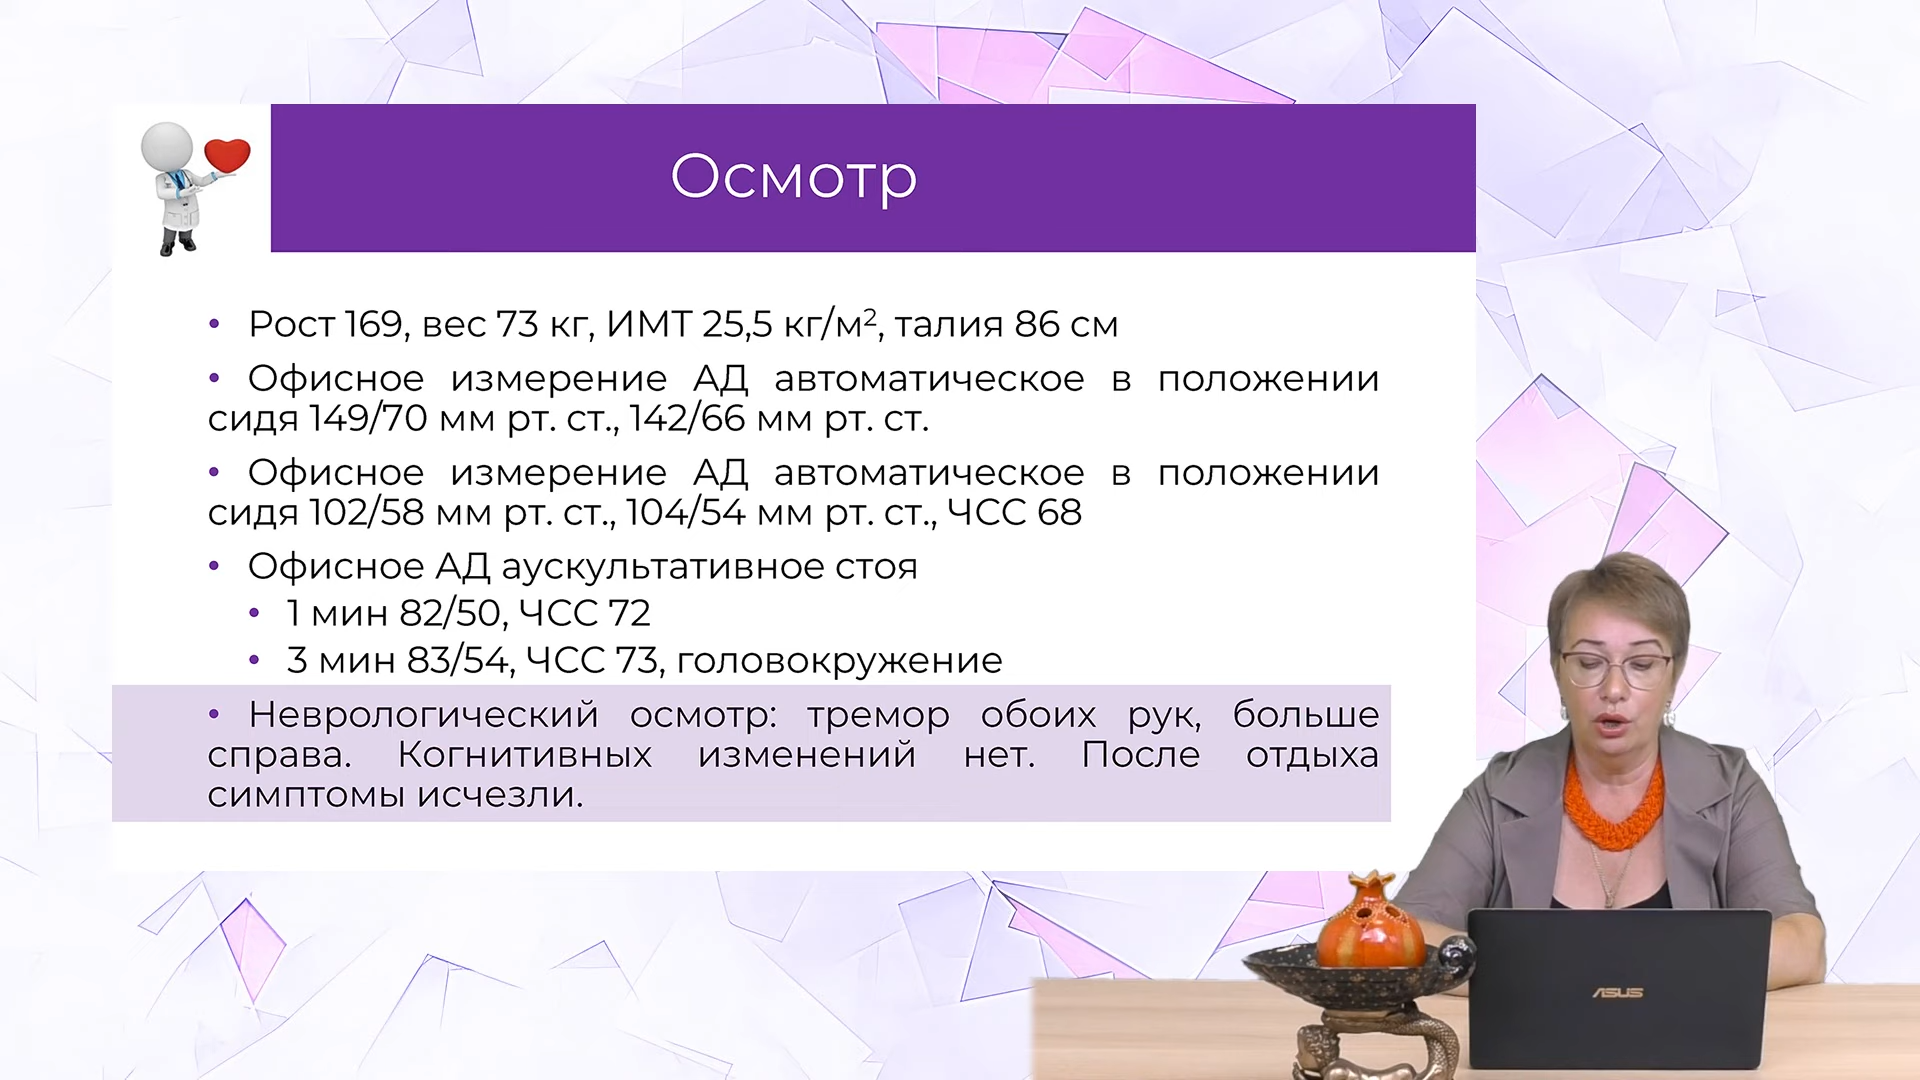 Осмотр
• Рост 169, вес 73 кг, ИМТ 25,5 кг/м², талия 86 см
• Офисное измерение АД автоматическое в положении
сидя 149/70 мм рт. ст., 142/66 мм рт. ст.
• Офисное измерение АД автоматическое в положении
сидя 102/58 мм рт. ст., 104/54 мм рт. ст., ЧСС 68
• Офисное АД аускультативное стоя
• 1 мин 82/50, ЧСС 72
• 3 мин 83/54, ЧСС 73, головокружение
• Неврологический осмотр: тремор обоих рук, больше
справа. Когнитивных изменений нет. После отдыха
симптомы исчезли.
ASUS